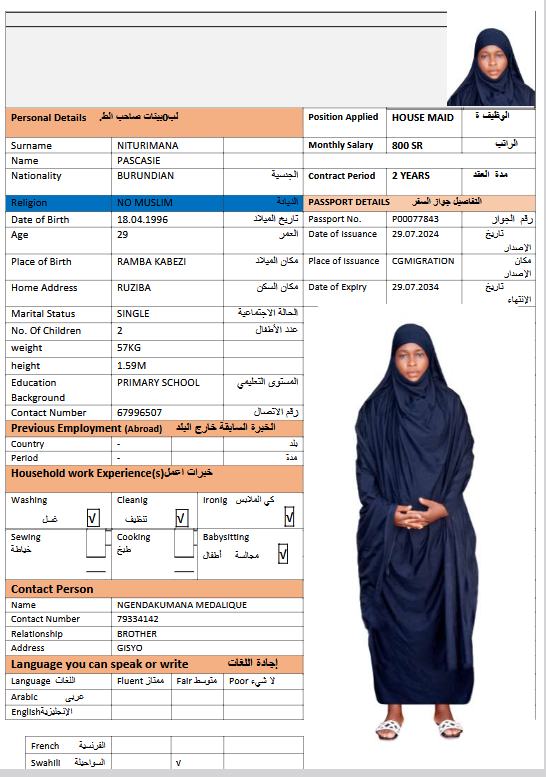 Personal Details لب0بينات صاحب الط.
Position Applied HOUSE MAID الوظيف ة
Surname NITURIMANA
Monthly Salary 800 SR الراتب
Name PASCASIE
Nationality BURUNDIAN الجنسية
Contract Period 2 YEARS مدة العقد
Religion NO MUSLIM الديانة
PASSPORT DETAILS التفاصيل جواز السفر
Date of Birth 18.04.1996 تاريخ الميلاد
Passport No. P00077843 رقم الجواز
Age 29 العمر
Date of Issuance 29.07.2024 تاريخ
الإصدار
Place of Birth RAMBA KABEZI مكان الميلاد
Place of Issuance CGMIGRATION مكان
الإصدار
Home Address RUZIBA مكان السكن
Date of Expiry 29.07.2034 تاريخ
الإنتهاء
Marital Status SINGLE الحالة الاجتماعية
No. Of Children 2 عدد الأطفال
weight 57KG
height 1.59M
Education PRIMARY SCHOOL المستوى التعليمي
Background
Contact Number 67996507 رقم الاتصال
Previous Employment (Abroad) الخبرة السابقة خارج البلد
Country - بلد
Period - مدة
Household work Experience(s)خبرات اعمل
Washing Cleanig Ironig كي الملابس
غسل √ تنظيف √ √
Sewing Cooking Babysitting
خياطة طبخ مجالسة أطفال √
Contact Person
Name NGENDAKUMANA MEDALIQUE
Contact Number 79334142
Relationship BROTHER
Address GISYO
Language you can speak or write إجادة اللغات
Language اللغات Fluent ممتاز Fair متوسط Poor لا شيء
Arabic عربى
Englishالإنجليزية
French الفرنسية
Swahili السواحيلة √